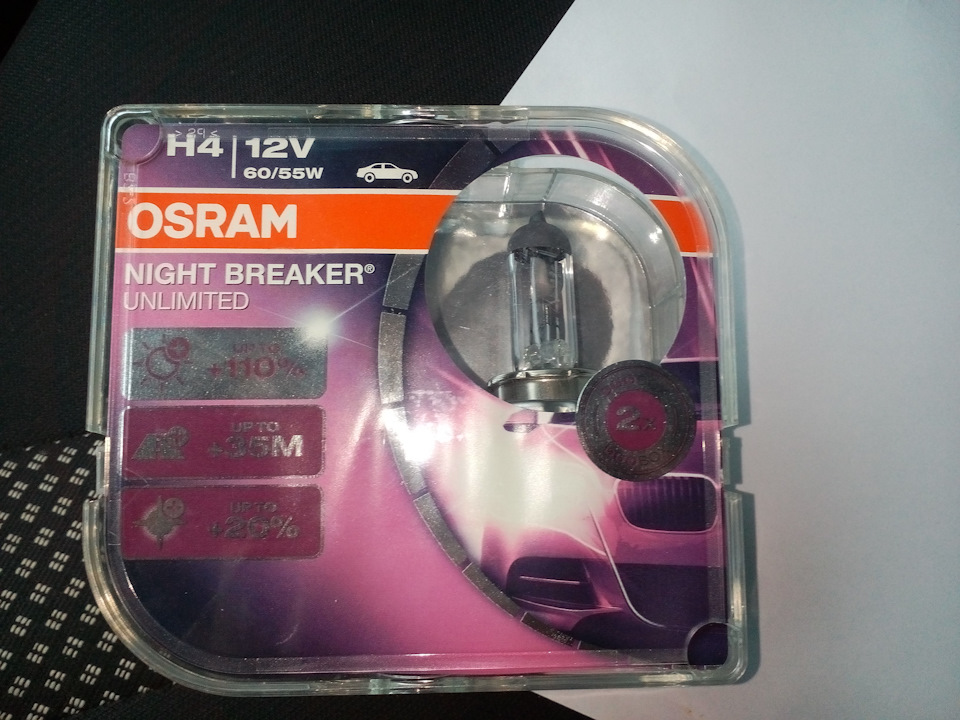 H4 | 12V
60/55W
OSRAM
NIGHT BREAKER®
UNLIMITED
UP TO
+110%
UP TO
+35M
UP TO
+20%
2x